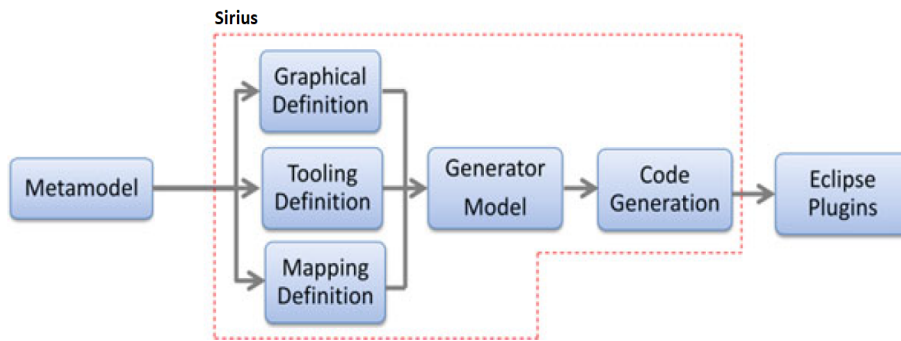 Sirius
Graphical
Definition
Metamodel
Tooling
Definition
Mapping
Definition
Generator
Model
Code
Generation
Eclipse
Plugins